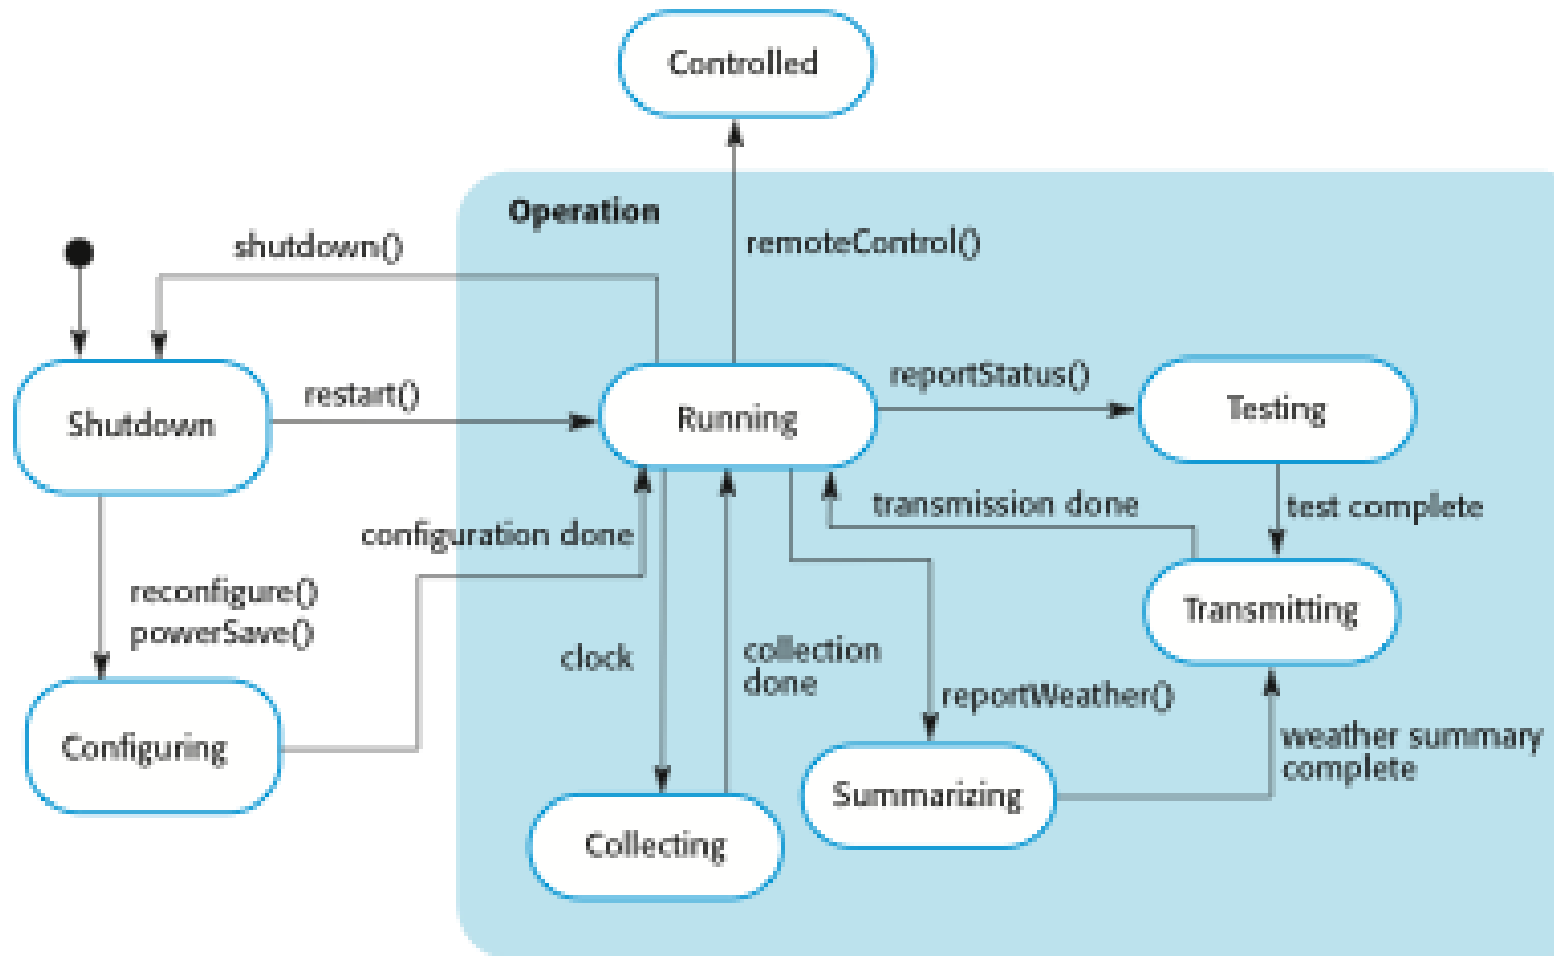 Controlled
Operation
shutdown()
remoteControl()
restart()
reportStatus()
Shutdown
Running
Testing
transmission done
test complete
configuration done
reconfigure()
powerSave()
Transmitting
clock
collection
done
reportWeather()
Configuring
weather summary
complete
Summarizing
Collecting